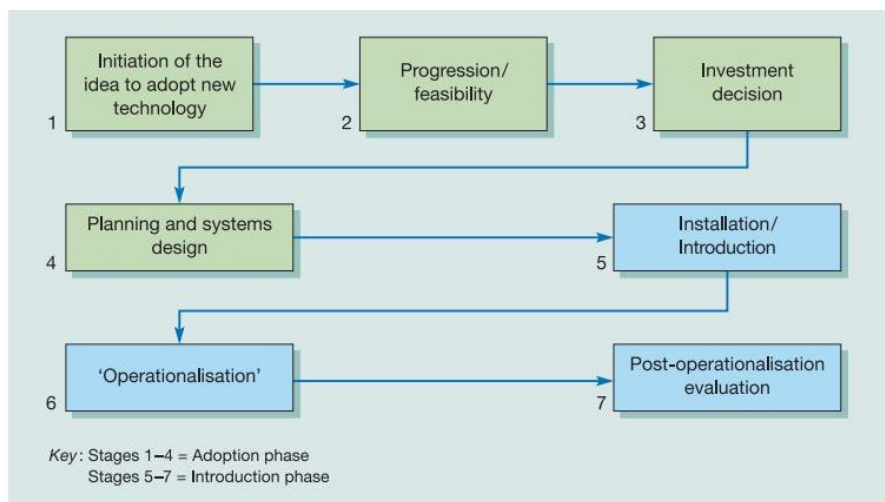 Initiation of the
idea to adopt new
technology
1
Progression/
feasibility
2
Investment
decision
3
Planning and systems
design
4
Installation/
Introduction
5
‘Operationalisation’
6
Post-operationalisation
evaluation
7
Key: Stages 1–4 = Adoption phase
Stages 5–7 = Introduction phase